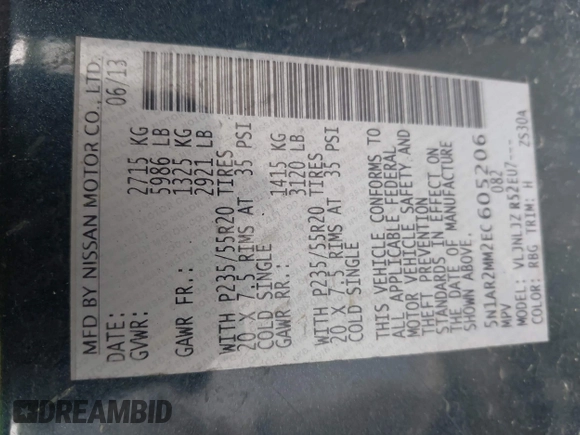 MFD BY NISSAN MOTOR CO., LTD.
DATE: 06/13
GVWR: 2715 KG
5986 LB
GAWR FR.: 1325 KG
2921 LB
WITH P235/55R20 TIRES
20 X 7.5 RIMS AT 35 PSI
COLD SINGLE
GAWR RR.: 1415 KG
3120 LB
WITH P235/55R20 TIRES
20 X 7.5 RIMS AT 35 PSI
COLD SINGLE
THIS VEHICLE CONFORMS TO
ALL APPLICABLE FEDERAL
MOTOR VEHICLE SAFETY AND
THEFT PREVENTION
STANDARDS IN EFFECT ON
THE DATE OF MANUFACTURE
SHOWN ABOVE.
5N1AR2MM2EC605206
MPV 082
MODEL: VLJNLJZ R52EU7---
COLOR: RBG TRIM: H 2S30A
DREAMBID